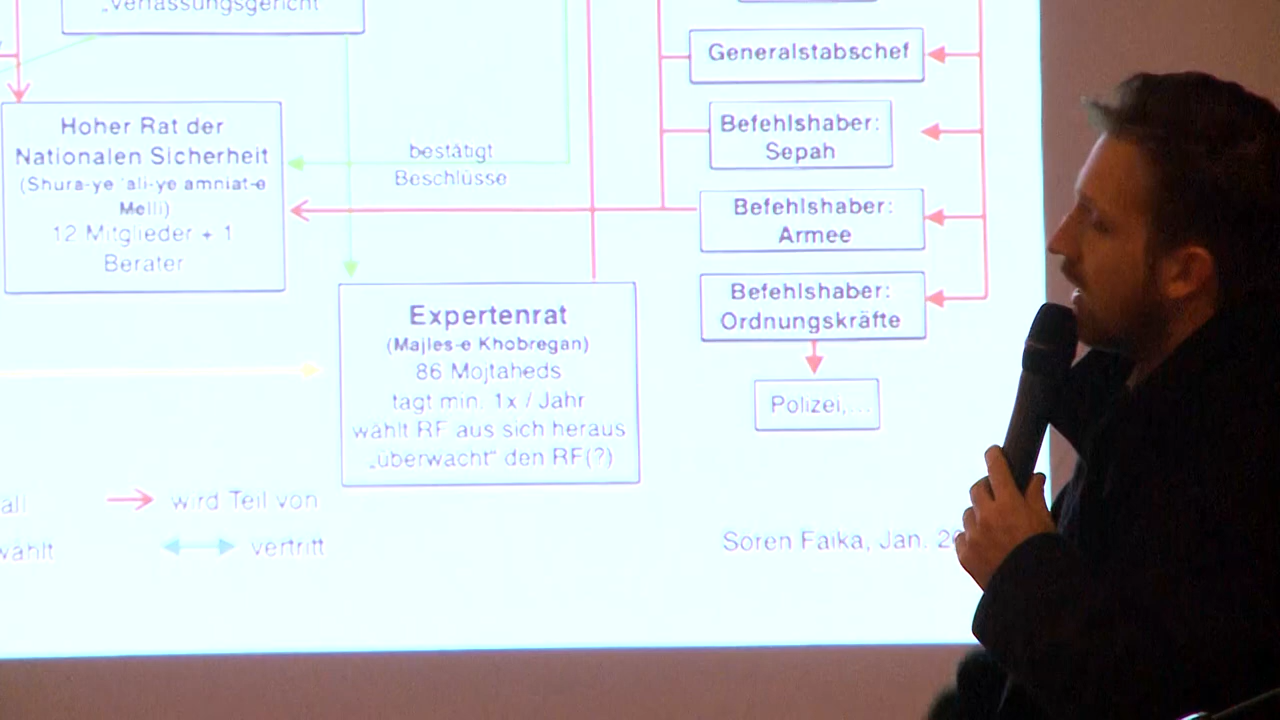 „Verfassungsgericht
Hoher Rat der
Nationalen Sicherheit
(Shura-ye ʿali-ye amniat-e
Melli)
12 Mitglieder + 1
Berater
bestätigt
Beschlüsse
Expertenrat
(Majles-e Khobregan)
86 Mojtaheds
tagt min. 1x / Jahr
wählt RF aus sich heraus
„überwacht“ den RF(?)
Generalstabschef
Befehlshaber:
Sepah
Befehlshaber:
Armee
Befehlshaber:
Ordnungskräfte
Polizei,...
wird Teil von
vertritt
Sören Faika, Jan.